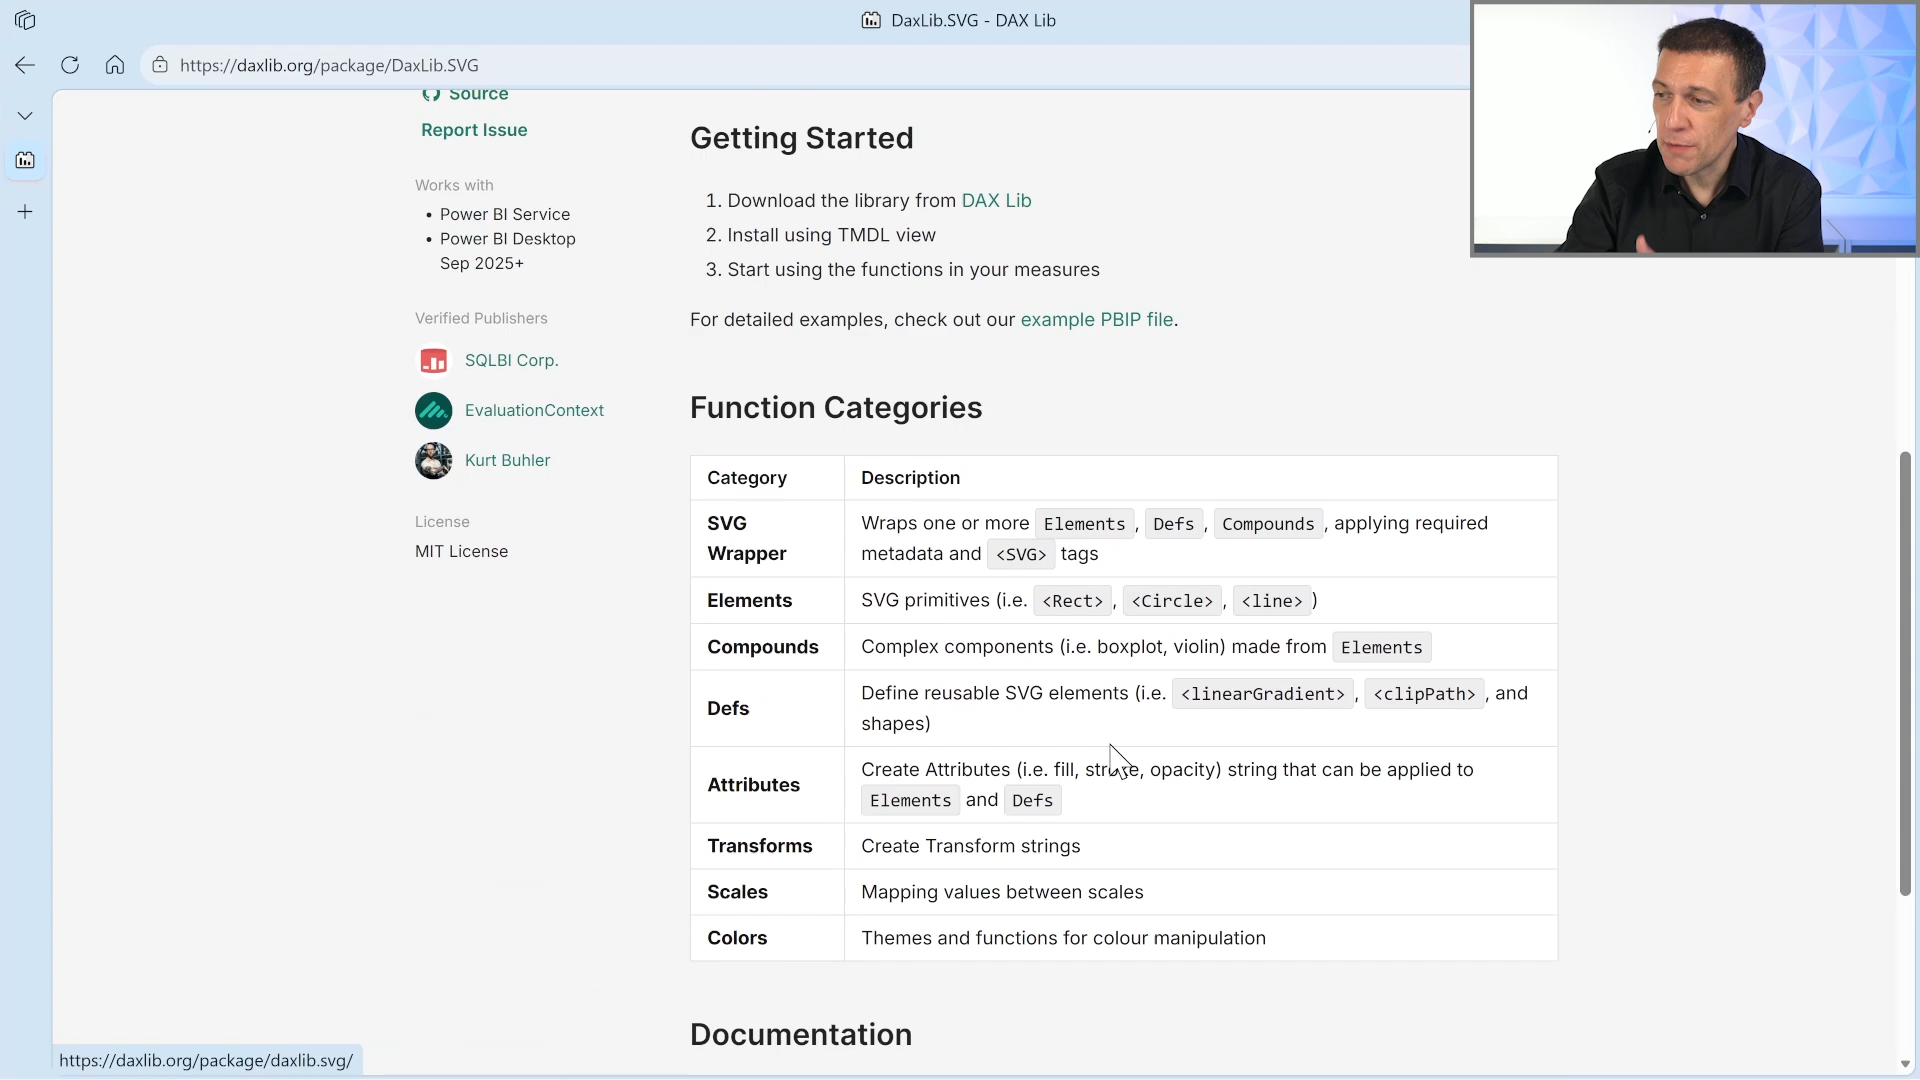 DaxLib.SVG - DAX Lib
https://daxlib.org/package/DaxLib.SVG
Source
Report Issue
Works with
• Power BI Service
• Power BI Desktop
Sep 2025+
Verified Publishers
SQLBI Corp.
EvaluationContext
Kurt Buhler
License
MIT License
Getting Started
1. Download the library from DAX Lib
2. Install using TMDL view
3. Start using the functions in your measures
For detailed examples, check out our example PBIP file.
Function Categories
Category Description
SVG
Wrapper
Wraps one or more Elements, Defs, Compounds, applying required
metadata and <SVG> tags
Elements SVG primitives (i.e. <Rect>, <Circle>, <line>)
Compounds Complex components (i.e. boxplot, violin) made from Elements
Defs
Define reusable SVG elements (i.e. <linearGradient>, <clipPath>, and
shapes)
Attributes
Create Attributes (i.e. fill, stroke, opacity) string that can be applied to
Elements and Defs
Transforms Create Transform strings
Scales Mapping values between scales
Colors Themes and functions for colour manipulation
Documentation
https://daxlib.org/package/daxlib.svg/